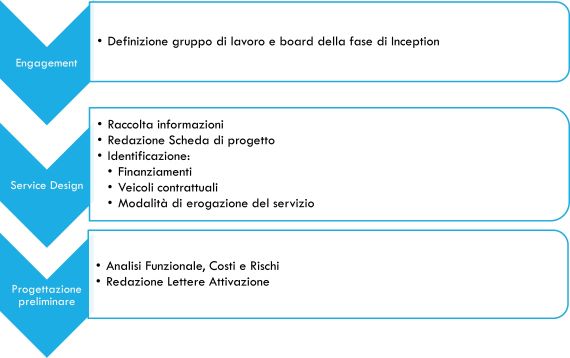 Engagement
• Definizione gruppo di lavoro e board della fase di Inception
Service Design
• Raccolta informazioni
• Redazione Scheda di progetto
• Identificazione:
• Finanziamenti
• Veicoli contrattuali
• Modalità di erogazione del servizio
Progettazione
preliminare
• Analisi Funzionale, Costi e Rischi
• Redazione Lettere Attivazione